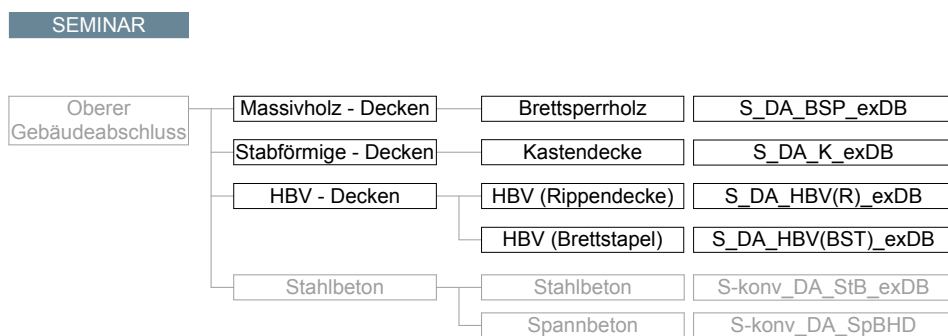 SEMINAR
Oberer
Gebäudeabschluss
Massivholz - Decken
Brettsperrholz
S_DA_BSP_exDB
Stabförmige - Decken
Kastendecke
S_DA_K_exDB
HBV - Decken
HBV (Rippendecke)
S_DA_HBV(R)_exDB
HBV (Brettstapel)
S_DA_HBV(BST)_exDB
Stahlbeton
Stahlbeton
S-konv_DA_StB_exDB
Spannbeton
S-konv_DA_SpBHD